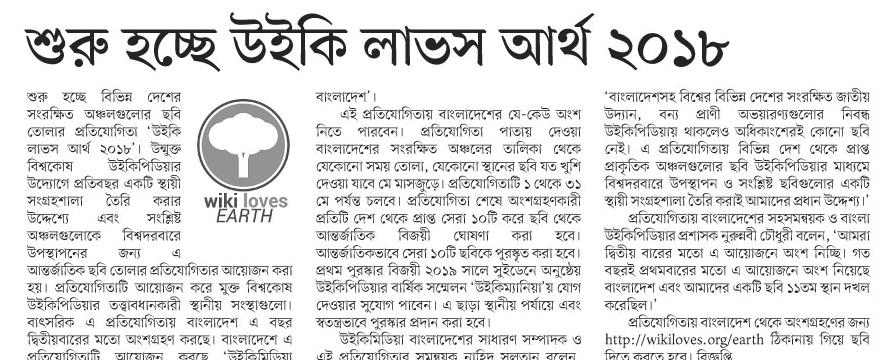 শুরু হচ্ছে উইকি লাভস আর্থ ২০১৮
শুরু হচ্ছে বিভিন্ন দেশের
সংরক্ষিত অঞ্চলগুলোর ছবি
তোলার প্রতিযোগিতা ‘উইকি
লাভস আর্থ ২০১৮’। উন্মুক্ত
বিশ্বকোষ উইকিপিডিয়ার
উদ্যোগে প্রতিবছর একটি স্থায়ী
সংগ্রহশালা তৈরি করার
উদ্দেশ্যে এবং সংশ্লিষ্ট
অঞ্চলগুলোকে বিশ্বদরবারে
উপস্থাপনের জন্য এ
আন্তর্জাতিক ছবি তোলার প্রতিযোগিতার আয়োজন করা
হয়। প্রতিযোগিতাটি আয়োজন করে মুক্ত বিশ্বকোষ
উইকিপিডিয়ার তত্ত্বাবধানকারী স্থানীয় সংস্থাগুলো।
বাৎসরিক এ প্রতিযোগিতায় বাংলাদেশ এ বছর
দ্বিতীয়বারের মতো অংশগ্রহণ করছে। বাংলাদেশে এ
প্রতিযোগিতাটি আয়োজন করছে ‘উইকিমিডিয়া
wiki loves
EARTH
বাংলাদেশ’।
এই প্রতিযোগিতায় বাংলাদেশের যে-কেউ অংশ
নিতে পারবেন। প্রতিযোগিতা পাতায় দেওয়া
বাংলাদেশের সংরক্ষিত অঞ্চলের তালিকা থেকে
যেকোনো সময় তোলা, যেকোনো স্থানের ছবি যত খুশি
দেওয়া যাবে মে মাসজুড়ে। প্রতিযোগিতাটি ১ থেকে ৩১
মে পর্যন্ত চলবে। প্রতিযোগিতা শেষে অংশগ্রহণকারী
প্রতিটি দেশ থেকে প্রাপ্ত সেরা ১০টি করে ছবি থেকে
আন্তর্জাতিক বিজয়ী ঘোষণা করা হবে।
আন্তর্জাতিকভাবে সেরা ১০টি ছবিকে পুরস্কৃত করা হবে।
প্রথম পুরস্কার বিজয়ী ২০১৯ সালে সুইডেনে অনুষ্ঠেয়
উইকিপিডিয়ার বার্ষিক সম্মেলন ‘উইকিম্যানিয়া’য় যোগ
দেওয়ার সুযোগ পাবেন। এ ছাড়া স্থানীয় পর্যায়ে এবং
স্বতন্ত্রভাবে পুরস্কার প্রদান করা হবে।
উইকিমিডিয়া বাংলাদেশের সাধারণ সম্পাদক ও
এই প্রতিযোগিতার সমন্বয়ক নাহিদ সুলতান বলেন,
‘বাংলাদেশসহ বিশ্বের বিভিন্ন দেশের সংরক্ষিত জাতীয়
উদ্যান, বন্য প্রাণী অভয়ারণ্যগুলোর নিবন্ধ
উইকিপিডিয়ায় থাকলেও অধিকাংশেরই কোনো ছবি
নেই। এ প্রতিযোগিতায় বিভিন্ন দেশ থেকে প্রাপ্ত
প্রাকৃতিক অঞ্চলগুলোর ছবি উইকিপিডিয়ার মাধ্যমে
বিশ্বদরবারে উপস্থাপন ও সংশ্লিষ্ট ছবিগুলোর একটি
স্থায়ী সংগ্রহশালা তৈরি করাই আমাদের প্রধান উদ্দেশ্য।’
প্রতিযোগিতায় বাংলাদেশের সহসমন্বয়ক ও বাংলা
উইকিপিডিয়ার প্রশাসক নুরুন্নবী চৌধুরী বলেন, ‘আমরা
দ্বিতীয় বারের মতো এ আয়োজনে অংশ নিচ্ছি। গত
বছরই প্রথমবারের মতো এ আয়োজনে অংশ নিয়েছে
বাংলাদেশ এবং আমাদের একটি ছবি ১১তম স্থান দখল
করেছিল।’
প্রতিযোগিতায় বাংলাদেশ থেকে অংশগ্রহণের জন্য
http://wikiloves.org/earth ঠিকানায় গিয়ে ছবি
দিতে করতে হবে। বিজ্ঞপ্তি